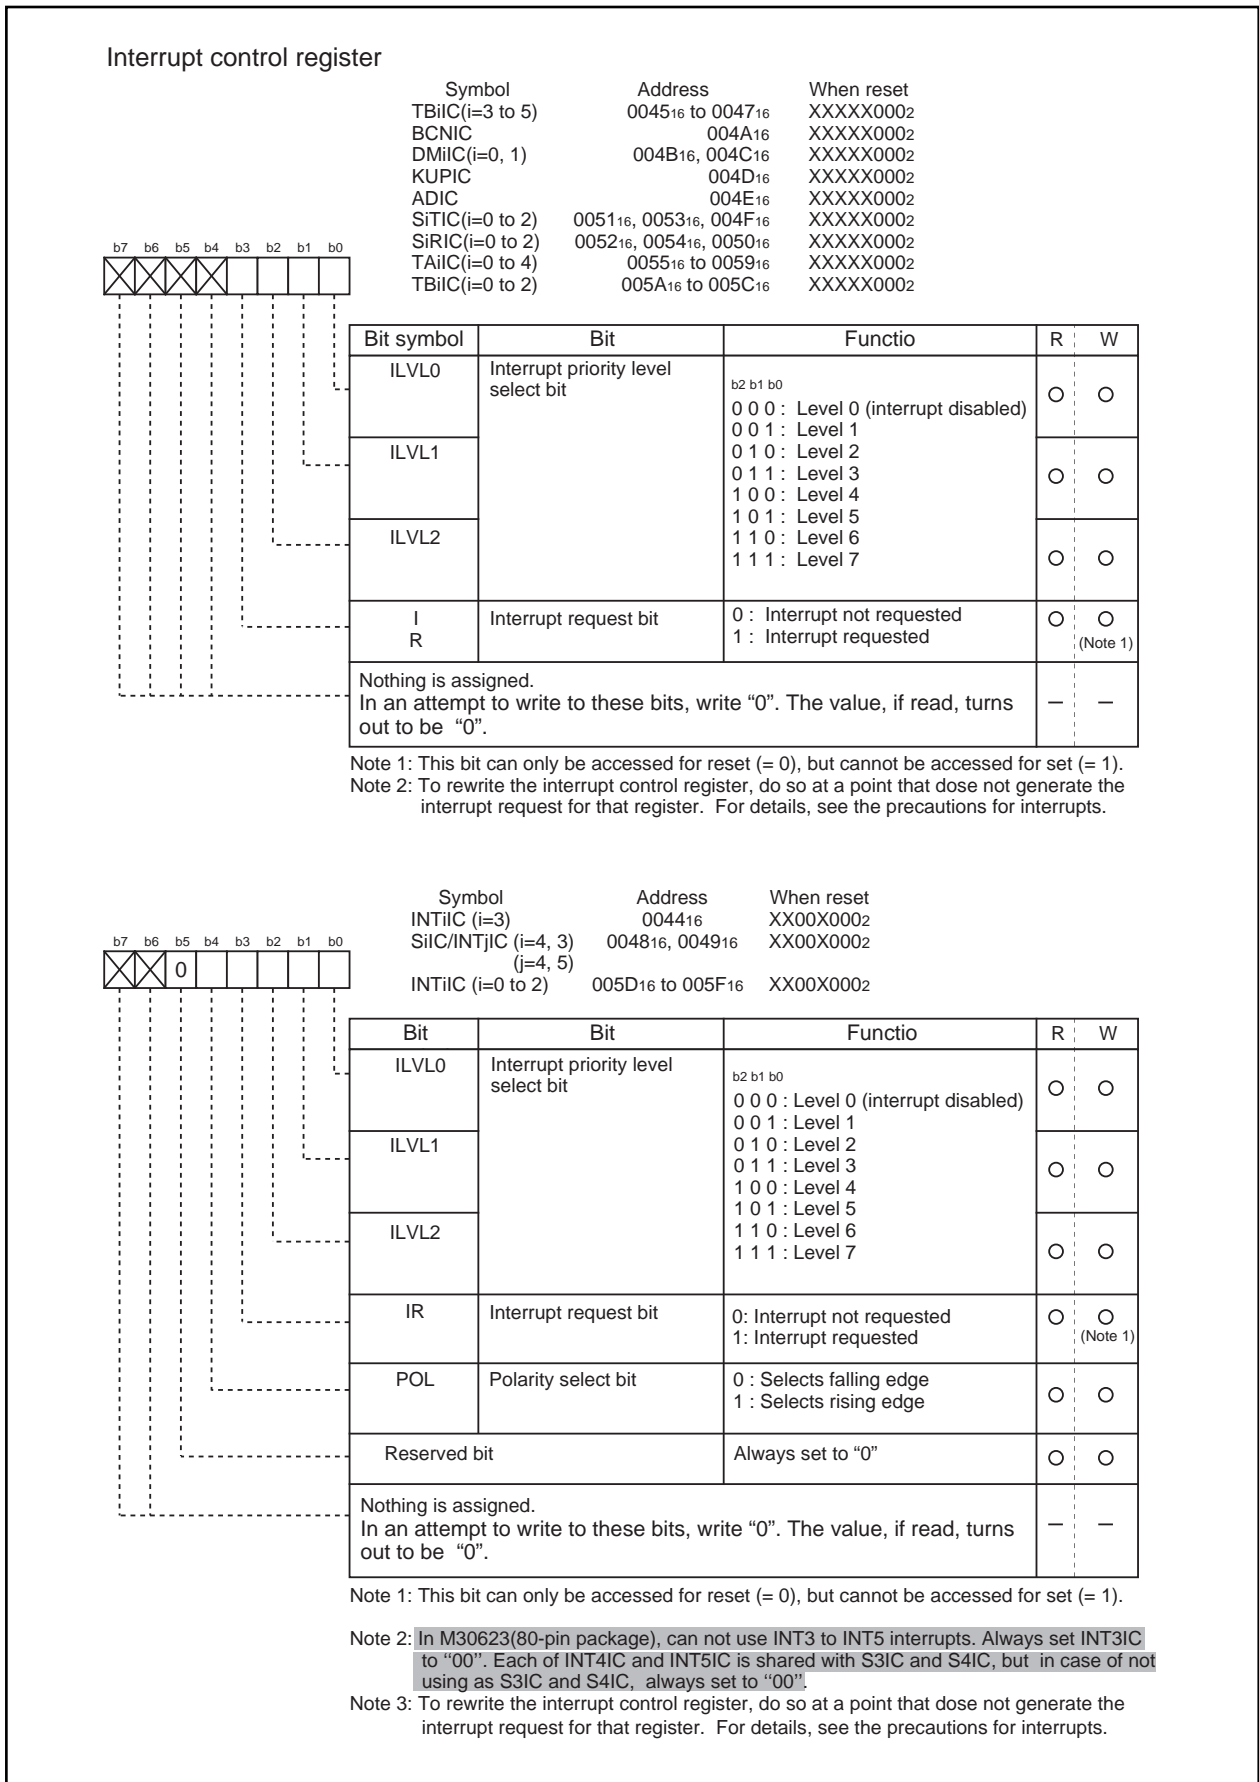 Interrupt control register
Symbol Address When reset
TBiIC(i=3 to 5) 004516 to 004716 XXXXX0002
BCNIC 004A16 XXXXX0002
DMiIC(i=0, 1) 004B16, 004C16 XXXXX0002
KUPIC 004D16 XXXXX0002
ADIC 004E16 XXXXX0002
SiTIC(i=0 to 2) 005116, 005316, 004F16 XXXXX0002
SiRIC(i=0 to 2) 005216, 005416, 005016 XXXXX0002
TAiIC(i=0 to 4) 005516 to 005916 XXXXX0002
TBiIC(i=0 to 2) 005A16 to 005C16 XXXXX0002
b7 b6 b5 b4 b3 b2 b1 b0
Bit symbol Bit Functio R W
ILVL0 Interrupt priority level
select bit
b2 b1 b0
0 0 0 : Level 0 (interrupt disabled)
0 0 1 : Level 1
ILVL1 0 1 0 : Level 2
0 1 1 : Level 3
1 0 0 : Level 4
1 0 1 : Level 5
ILVL2 1 1 0 : Level 6
1 1 1 : Level 7
I Interrupt request bit 0 : Interrupt not requested
R 1 : Interrupt requested (Note 1)
Nothing is assigned.
In an attempt to write to these bits, write “0”. The value, if read, turns – –
out to be “0”.
Note 1: This bit can only be accessed for reset (= 0), but cannot be accessed for set (= 1).
Note 2: To rewrite the interrupt control register, do so at a point that dose not generate the
interrupt request for that register. For details, see the precautions for interrupts.
Symbol Address When reset
INTiIC (i=3) 004416 XX00X0002
SiIC/INTjIC (i=4, 3) 004816, 004916 XX00X0002
(j=4, 5)
INTiIC (i=0 to 2) 005D16 to 005F16 XX00X0002
b7 b6 b5 b4 b3 b2 b1 b0
0
Bit Bit Functio R W
ILVL0 Interrupt priority level
select bit
b2 b1 b0
0 0 0 : Level 0 (interrupt disabled)
0 0 1 : Level 1
ILVL1 0 1 0 : Level 2
0 1 1 : Level 3
1 0 0 : Level 4
1 0 1 : Level 5
ILVL2 1 1 0 : Level 6
1 1 1 : Level 7
IR Interrupt request bit 0: Interrupt not requested
1: Interrupt requested (Note 1)
POL Polarity select bit 0 : Selects falling edge
1 : Selects rising edge
Reserved bit Always set to “0”
Nothing is assigned.
In an attempt to write to these bits, write “0”. The value, if read, turns – –
out to be “0”.
Note 1: This bit can only be accessed for reset (= 0), but cannot be accessed for set (= 1).
Note 2: In M30623(80-pin package), can not use INT3 to INT5 interrupts. Always set INT3IC
to ‘‘00’’. Each of INT4IC and INT5IC is shared with S3IC and S4IC, but in case of not
using as S3IC and S4IC, always set to ‘‘00’’.
Note 3: To rewrite the interrupt control register, do so at a point that dose not generate the
interrupt request for that register. For details, see the precautions for interrupts.